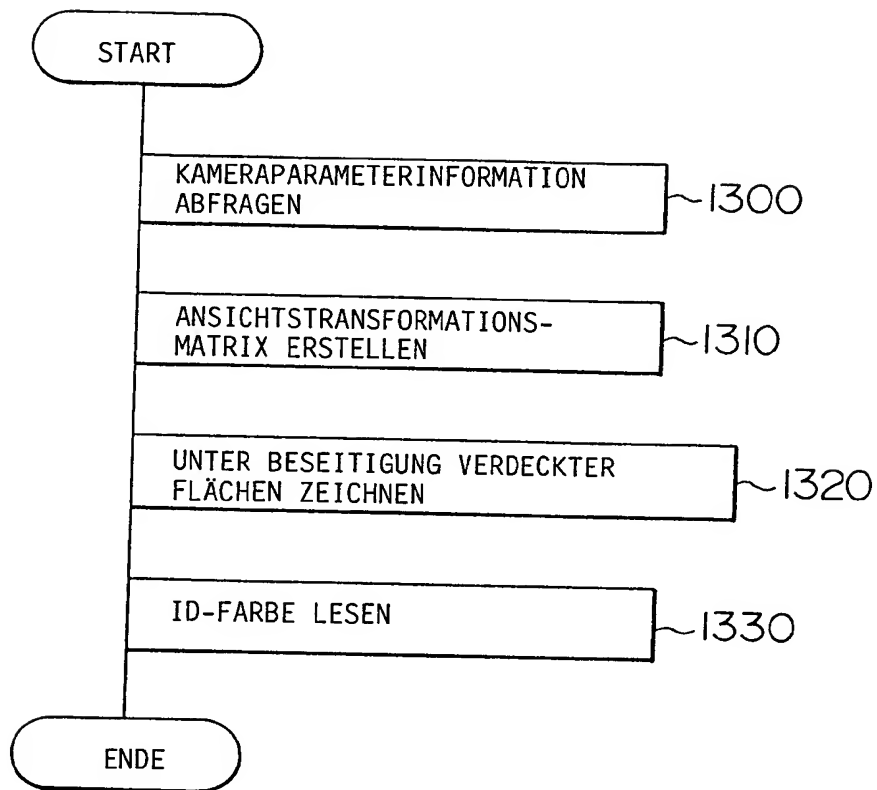 START
KAMERAPARAMETERINFORMATION
ABFRAGEN
1300
ANSICHTSTRANSFORMATIONS-
MATRIX ERSTELLEN
1310
UNTER BESEITIGUNG VERDECKTER
FLÄCHEN ZEICHNEN
1320
ID-FARBE LESEN
1330
ENDE